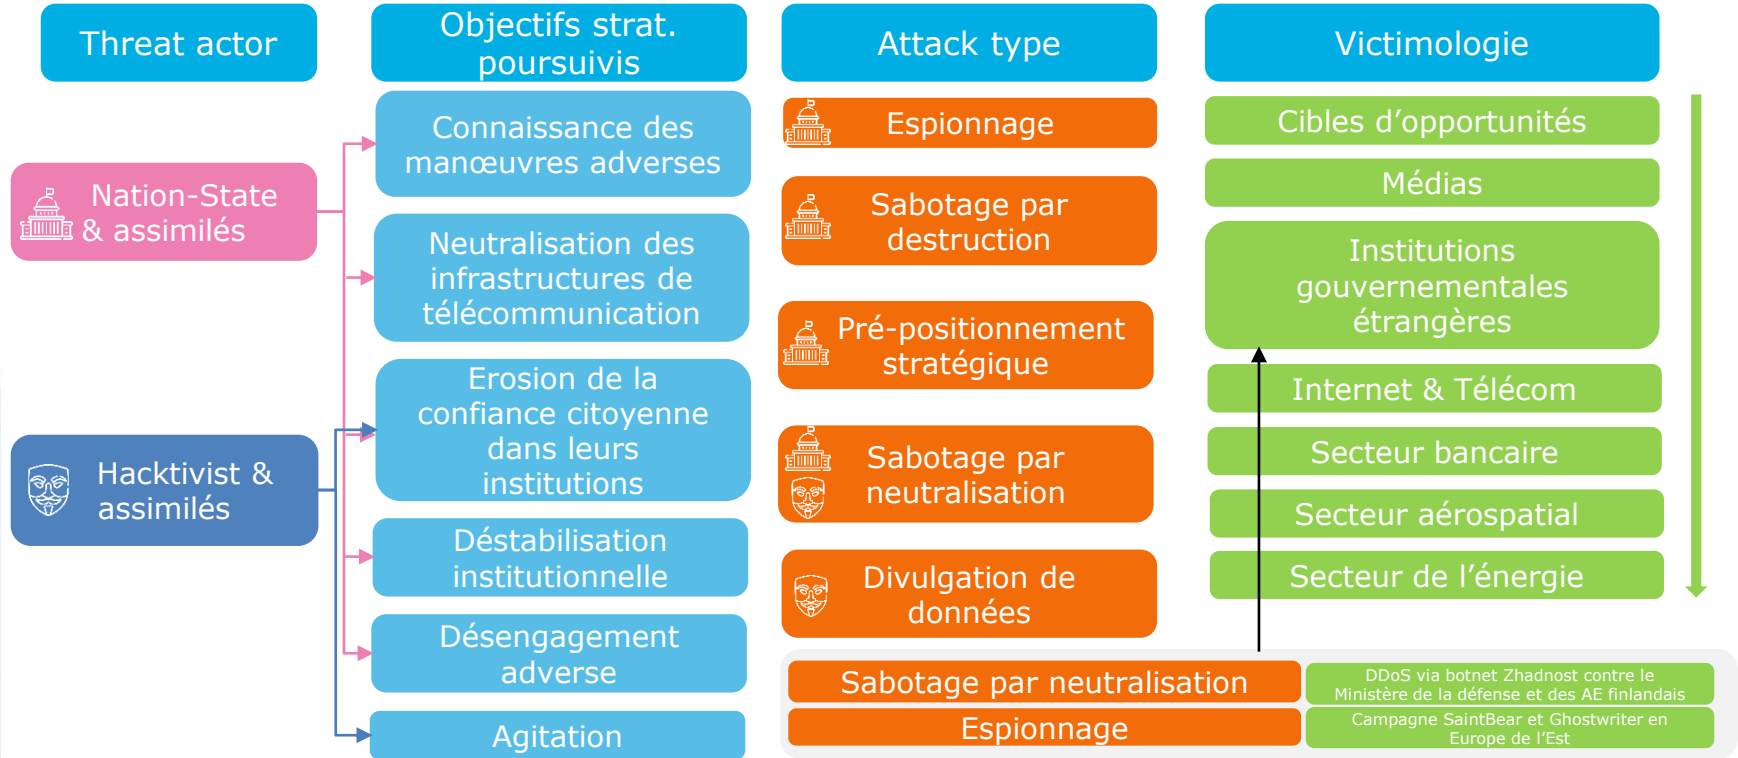 Threat actor
Objectifs strat.
poursuivis
Attack type
Victimologie
Nation-State
& assimilés
Hacktivist &
assimilés
Connaissance des
manœuvres adverses
Neutralisation des
infrastructures de
télécommunication
Erosion de la
confiance citoyenne
dans leurs
institutions
Déstabilisation
institutionnelle
Désengagement
adverse
Agitation
Espionnage
Sabotage par
destruction
Pré-positionnement
stratégique
Sabotage par
neutralisation
Divulgation de
données
Cibles d’opportunités
Médias
Institutions
gouvernementales
étrangères
Internet & Télécom
Secteur bancaire
Secteur aérospatial
Secteur de l’énergie
Sabotage par neutralisation
DDoS via botnet Zhadnost contre le
Ministère de la défense et des AE finlandais
Espionnage
Campagne SaintBear et Ghostwriter en
Europe de l’Est